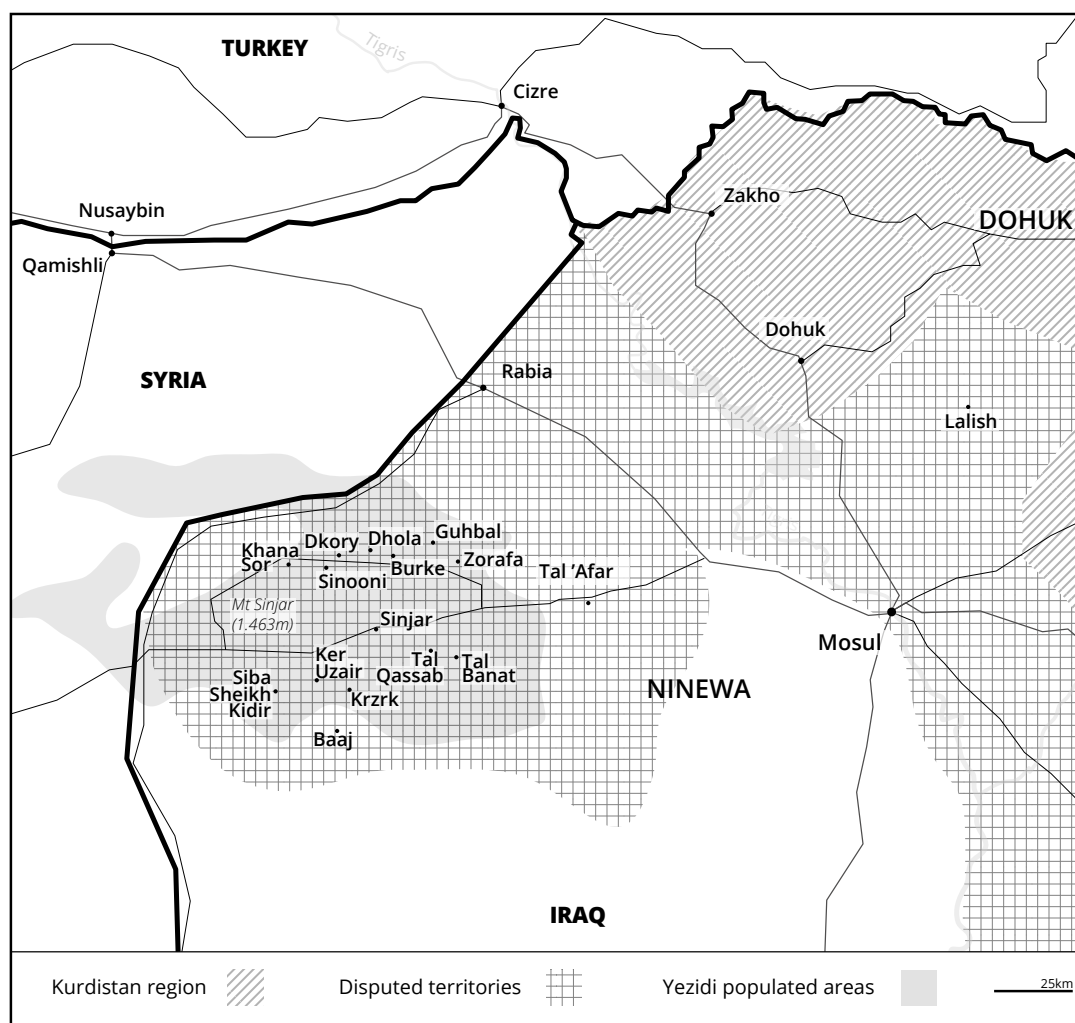 TURKEY
Tigris
Cizre
Zakho
Nusaybin
DOHUK
Qamishli
Dohuk
Rabia
SYRIA
Lalish
Guhbal
Dhola
Dkory
Khana
Sor
Burke
Zorafa
Sinooni
Tal ‘Afar
Tigris
Mt Sinjar
(1.463m)
Sinjar
Mosul
Ker
Uzair
Tal
Qassab
Tal
Banat
Siba
Sheikh
Kidir
NINEWA
Krzrk
Baaj
IRAQ
Kurdistan region
Disputed territories
Yezidi populated areas
25km